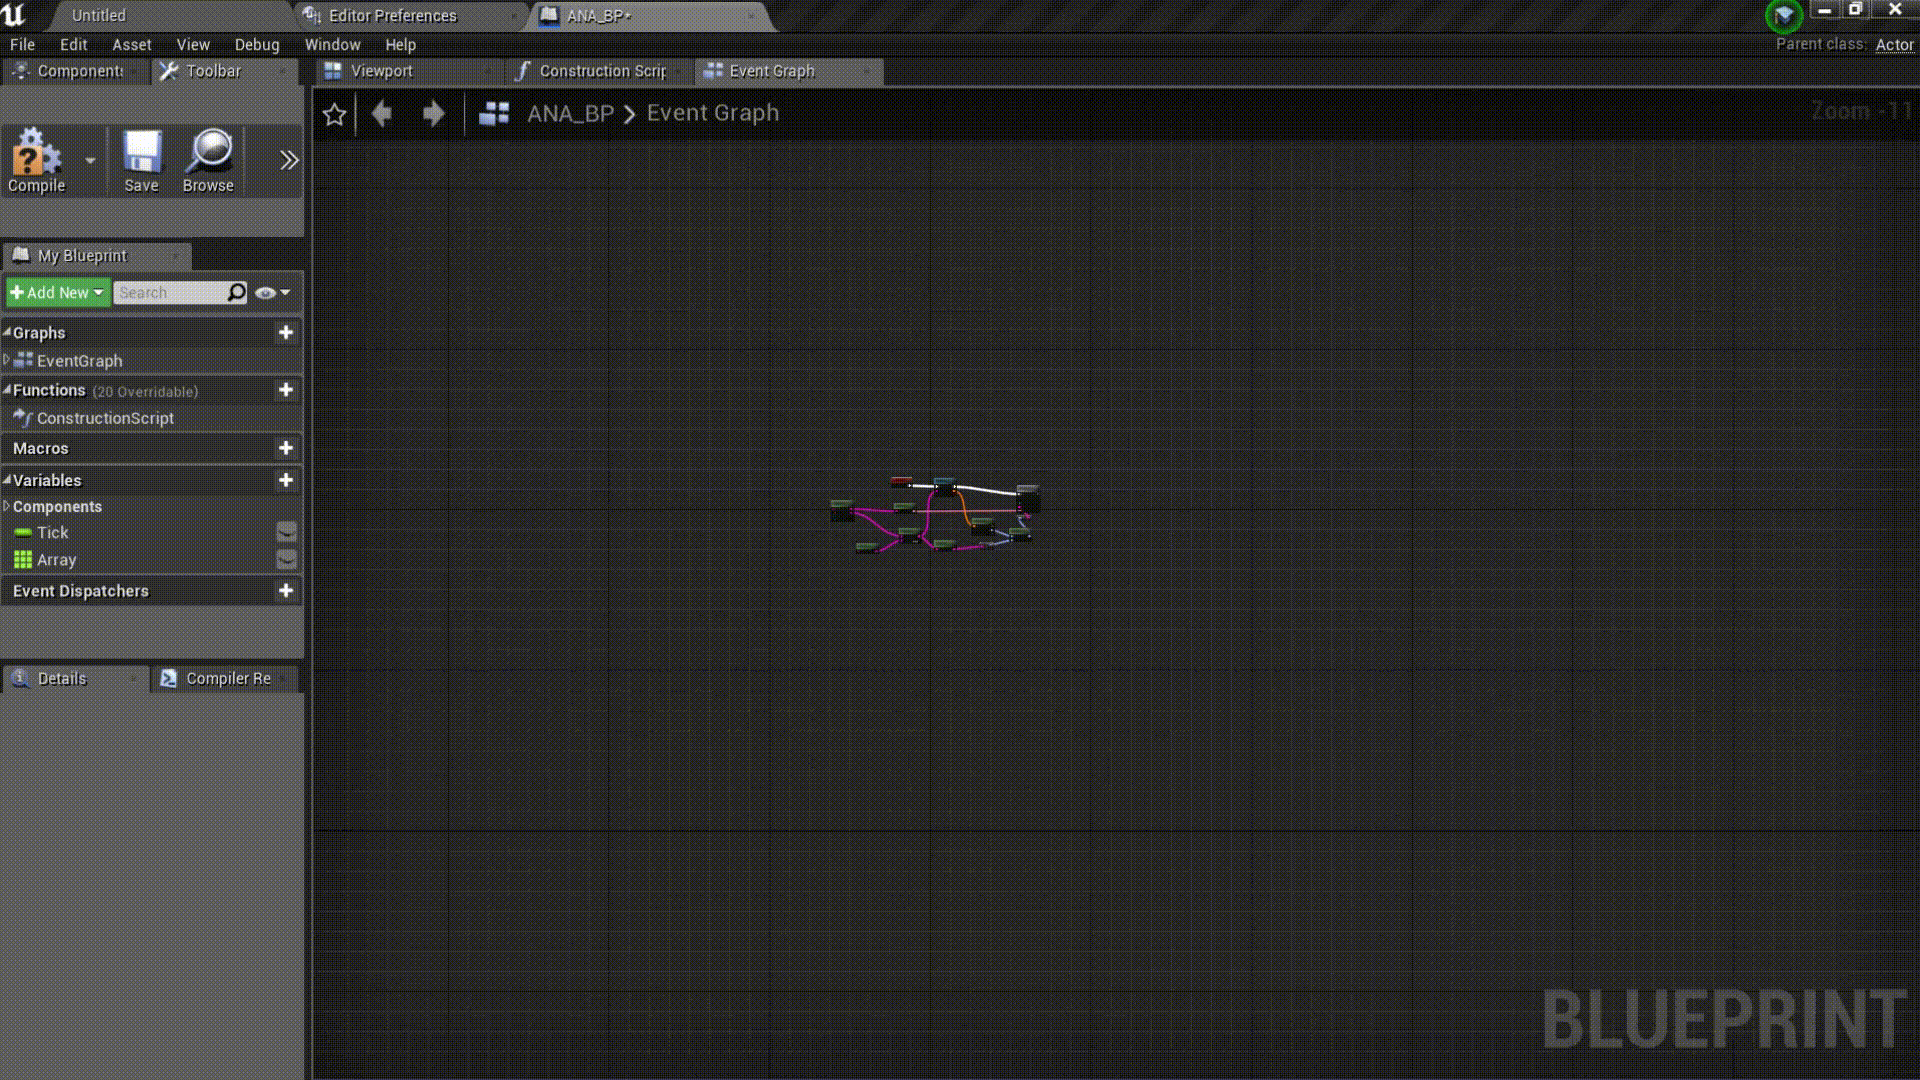 Untitled
Editor Preferences
ANA_BP*
File Edit Asset View Debug Window Help
Parent class: Actor
Component:
Toolbar
Viewport
Construction Scrip
Event Graph
ANA_BP > Event Graph
Zoom -11
Compile
Save
Browse
My Blueprint
Add New
Search
Graphs
EventGraph
Functions (20 Overridable)
ConstructionScript
Macros
Variables
Components
Tick
Array
Event Dispatchers
Details
Compiler Re
BLUEPRINT